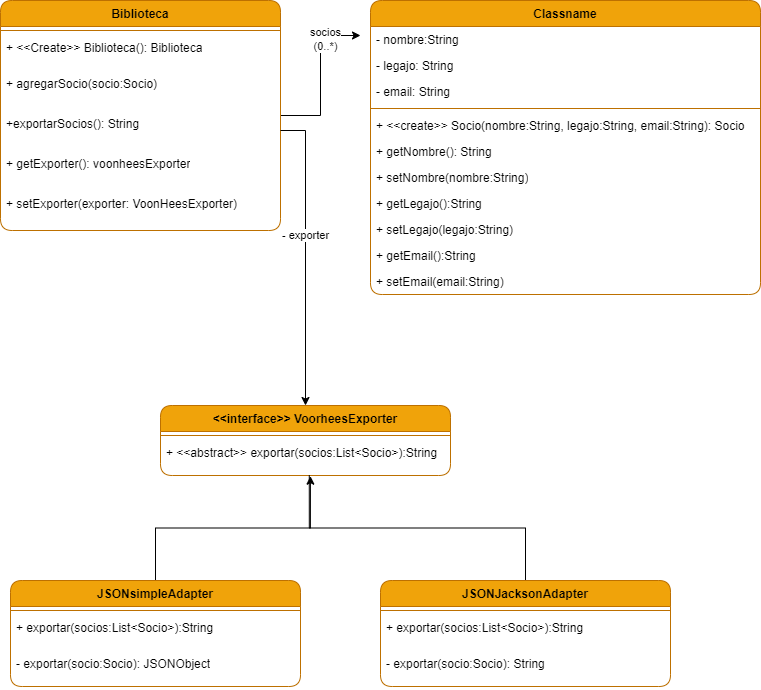 Biblioteca
+ <<Create>> Biblioteca(): Biblioteca
+ agregarSocio(socio:Socio)
+exportarSocios(): String
+ getExporter(): voonheesExporter
+ setExporter(exporter: VoonHeesExporter)
socios
(0..*)
Classname
- nombre:String
- legajo: String
- email: String
+ <<create>> Socio(nombre:String, legajo:String, email:String): Socio
+ getNombre(): String
+ setNombre(nombre:String)
+ getLegajo():String
+ setLegajo(legajo:String)
+ getEmail():String
+ setEmail(email:String)
- exporter
<<interface>> VoorheesExporter
+ <<abstract>> exportar(socios:List<Socio>):String
JSONsimpleAdapter
+ exportar(socios:List<Socio>):String
- exportar(socio:Socio): JSONObject
JSONJacksonAdapter
+ exportar(socios:List<Socio>):String
- exportar(socio:Socio): String